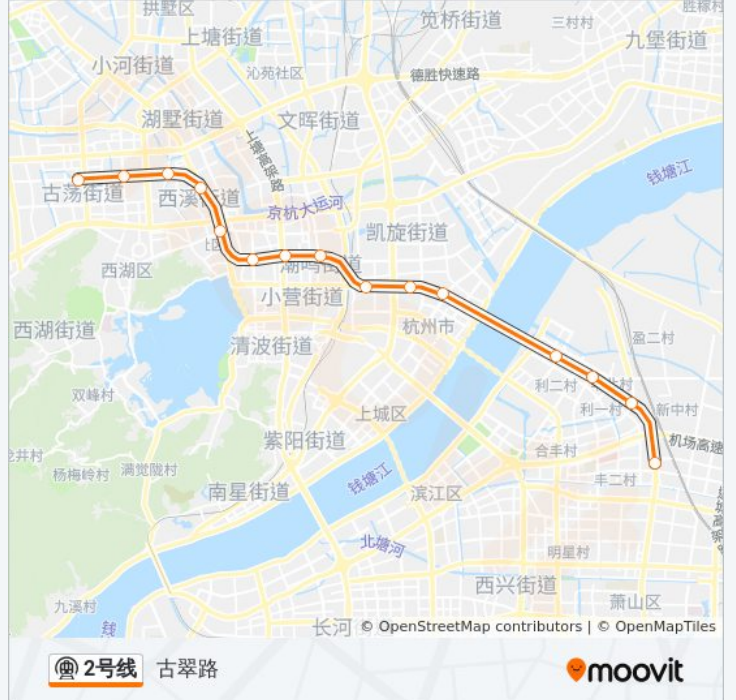 拱墅区
上塘街道
笕桥街道
三村村
胜稼村
九堡街道
小河街道
沁苑社区
德胜快速路
湖墅街道
文晖街道
上塘高架路
钱塘江
古荡街道
西溪街道
京杭大运河
凯旋街道
西湖区
潮鸣街道
小营街道
西湖街道
杭州市
清波街道
盈二村
双峰村
利二村
利一村
新中村
上城区
紫阳街道
机场高速
合丰村
杨梅岭村
满觉陇村
钱塘江
丰二村
南星街道
滨江区
北塘河
明星村
西兴街道
九溪村
萧山区
钱
长河
© OpenStreetMap contributors | © OpenMapTiles
2号线 古翠路
moovit